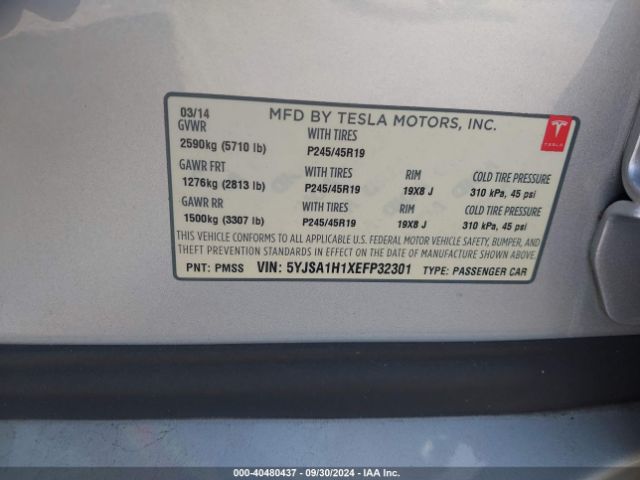 03/14
MFD BY TESLA MOTORS, INC.
GVWR
WITH TIRES
2590kg (5710 lb)
P245/45R19
TESLA
GAWR FRT
WITH TIRES
RIM
COLD TIRE PRESSURE
1276kg (2813 lb)
P245/45R19
19X8 J
310 kPa, 45 psi
GAWR RR
WITH TIRES
RIM
COLD TIRE PRESSURE
1500kg (3307 lb)
P245/45R19
19X8 J
310 kPa, 45 psi
THIS VEHICLE CONFORMS TO ALL APPLICABLE U.S. FEDERAL MOTOR VEHICLE SAFETY, BUMPER, AND
THEFT PREVENTION STANDARDS IN EFFECT ON THE DATE OF MANUFACTURE SHOWN ABOVE.
PNT: PMSS VIN: 5YJSA1H1XEFP32301 TYPE: PASSENGER CAR
000-40480437 - 09/30/2024 - IAA Inc.